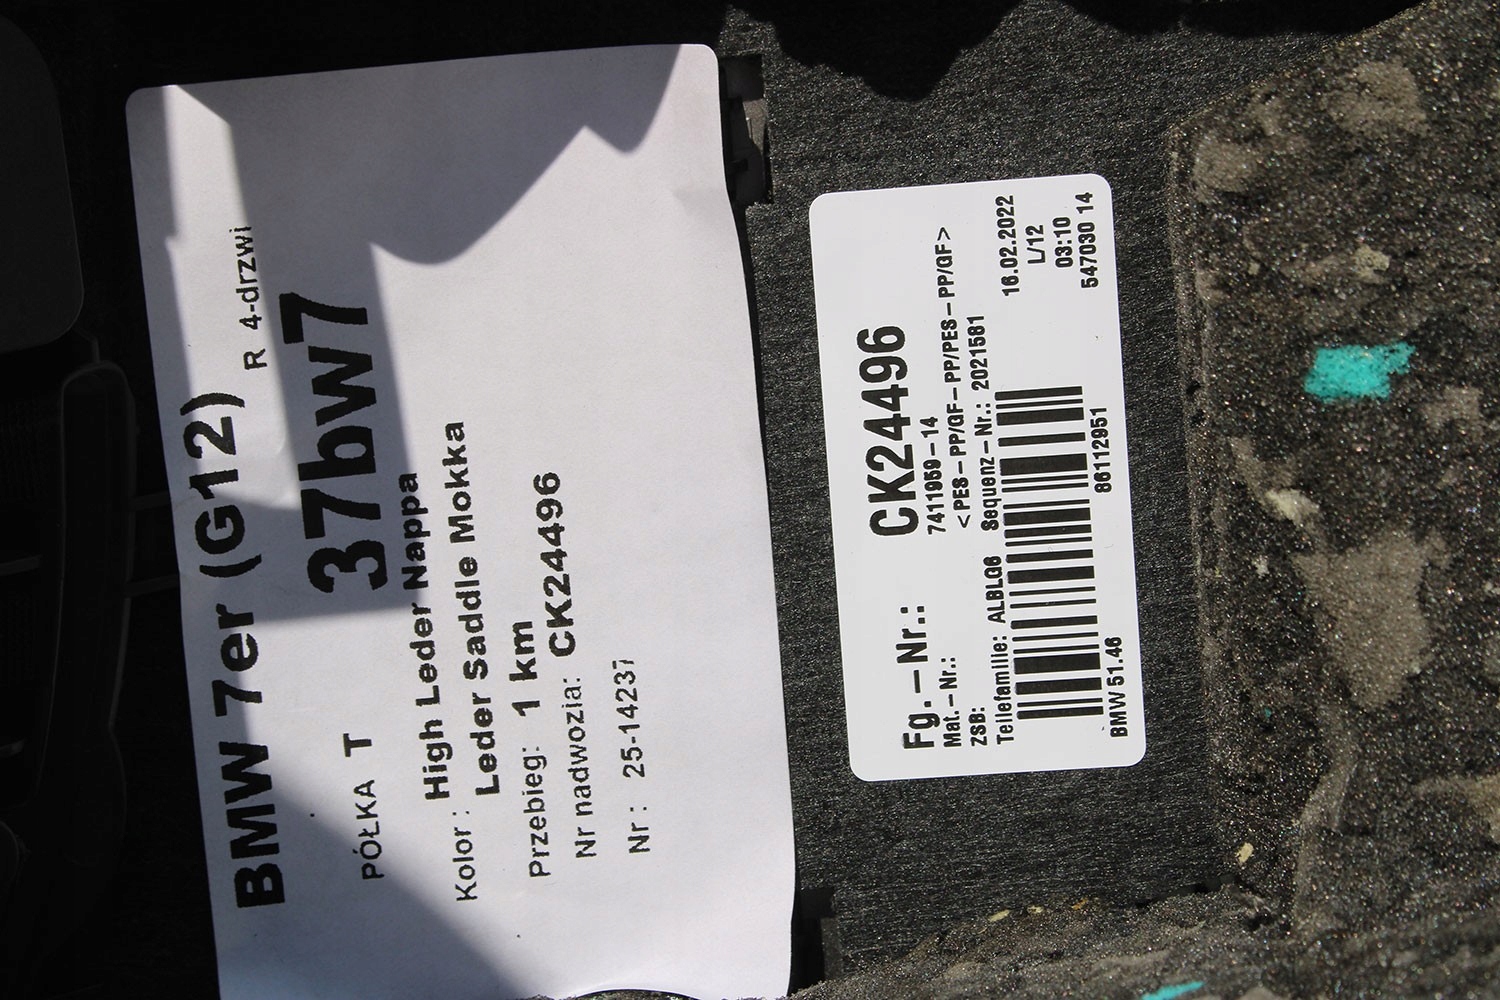 BMW 7er (G12)
R 4-drzwi
37bw7
PÓŁKA T
Kolor: High Leder Nappa
Leder Saddle Mokka
Przebieg: 1 km
Nr nadwozia: CK24496
Nr: 25-14237
Fg.-Nr.: CK24496
Mat.-Nr.: 7411959-14
ZSB: <PES-PP/GF-PP/PES-PP/GF>
Teilefamilie: ALBLG6 Sequenz-Nr.: 2021581
16.02.2022
L/12
03:10
547030 14
BMW 51.46 86112951